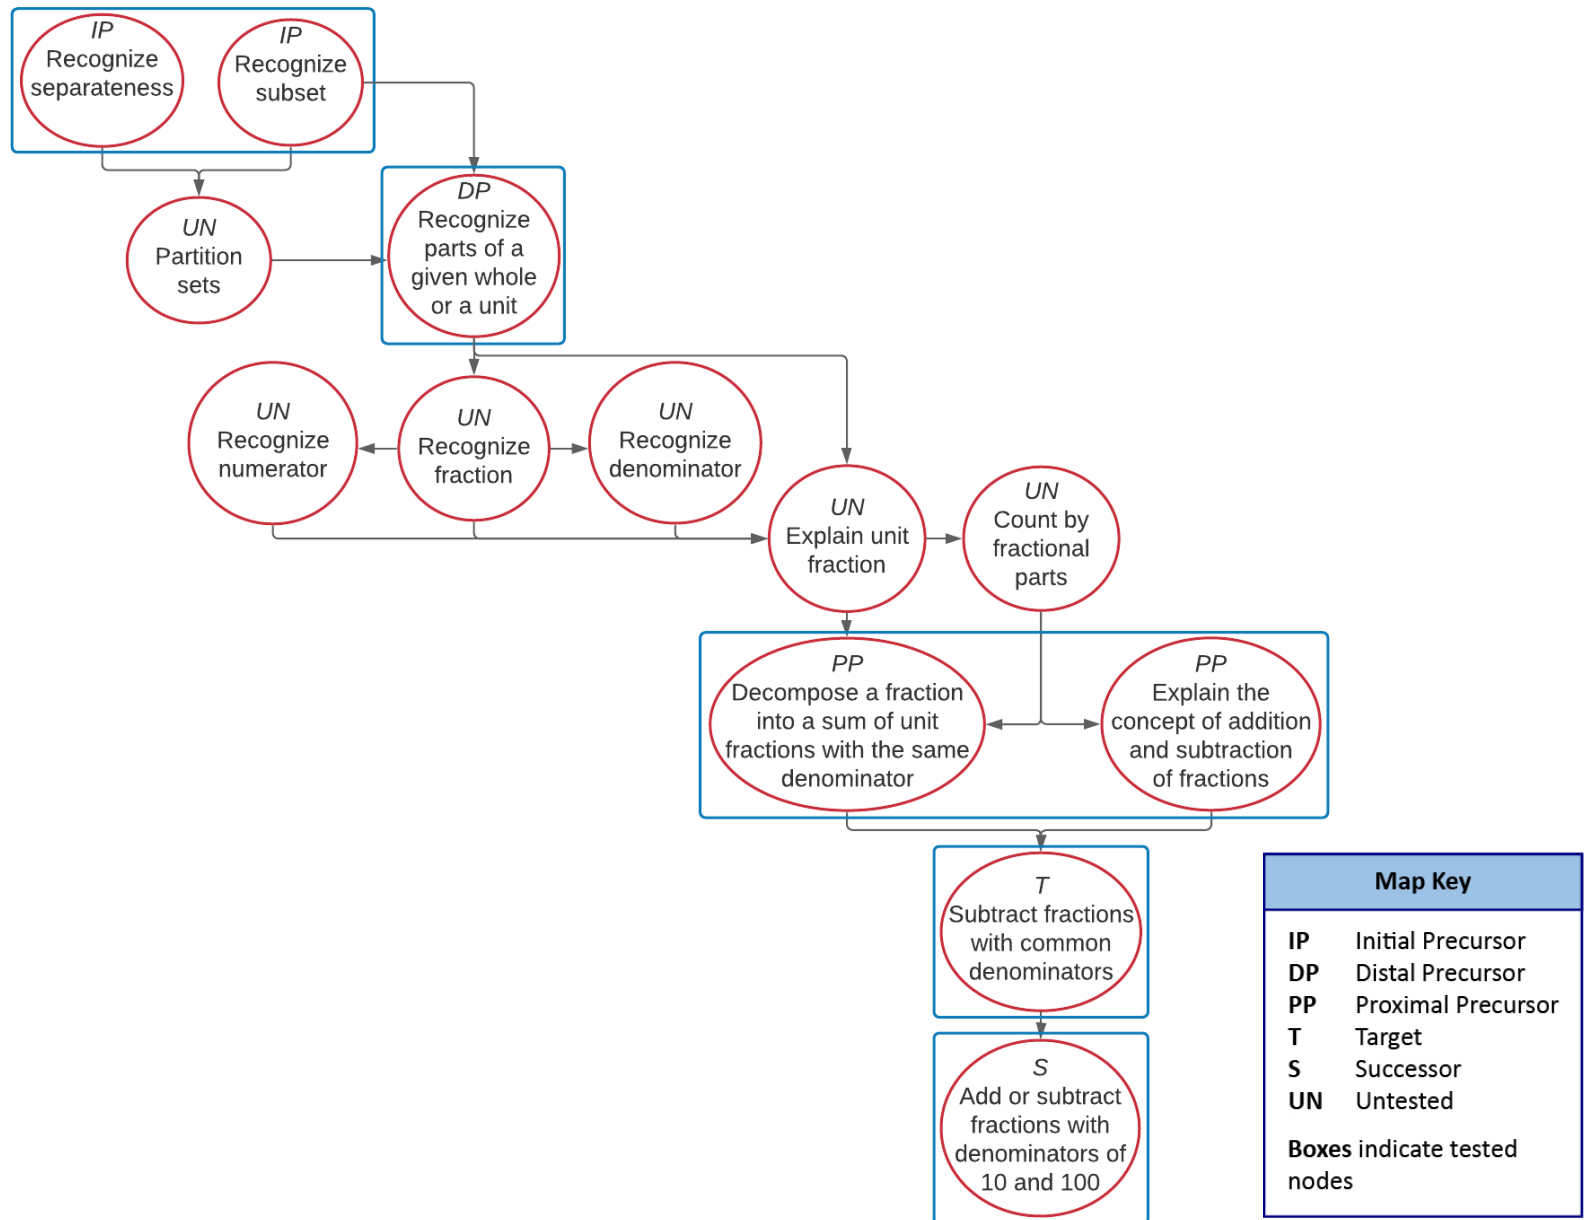 IP
Recognize
separateness
IP
Recognize
subset
UN
Partition
sets
DP
Recognize
parts of a
given whole
or a unit
UN
Recognize
numerator
UN
Recognize
fraction
UN
Recognize
denominator
UN
Explain unit
fraction
UN
Count by
fractional
parts
PP
Decompose a fraction
into a sum of unit
fractions with the same
denominator
PP
Explain the
concept of addition
and subtraction
of fractions
T
Subtract fractions
with common
denominators
S
Add or subtract
fractions with
denominators of
10 and 100
Map Key
IP Initial Precursor
DP Distal Precursor
PP Proximal Precursor
T Target
S Successor
UN Untested
Boxes indicate tested
nodes